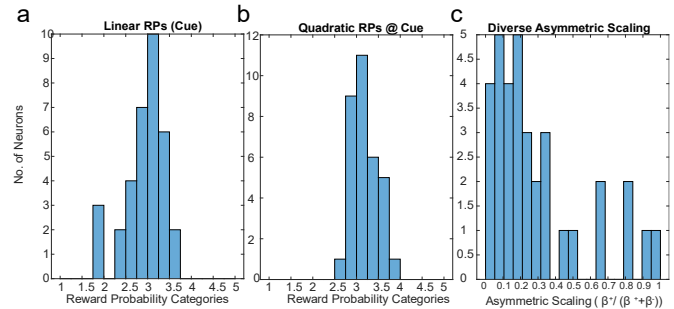 a
Linear RPs (Cue)
10
9
8
7
6
5
4
3
2
1
0
No. of Neurons
1 1.5 2 2.5 3 3.5 4 4.5 5
Reward Probability Categories
b
Quadratic RPs @ Cue
12
10
8
6
4
2
0
1 1.5 2 2.5 3 3.5 4 4.5 5
Reward Probability Categories
c
Diverse Asymmetric Scaling
5
4.5
4
3.5
3
2.5
2
1.5
1
0.5
0
0 0.1 0.2 0.3 0.4 0.5 0.6 0.7 0.8 0.9 1
Asymmetric Scaling ( β⁺/ (β ⁺+β⁻))